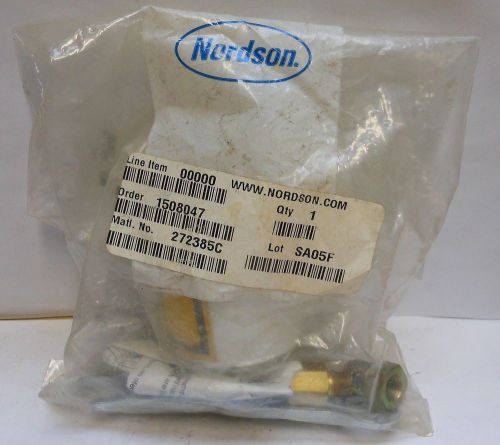 Nordson.
Line Item 00000 WWW.NORDSON.COM
Order 1508047 Qty 1
Matl. No. 272385C Lot SA05F